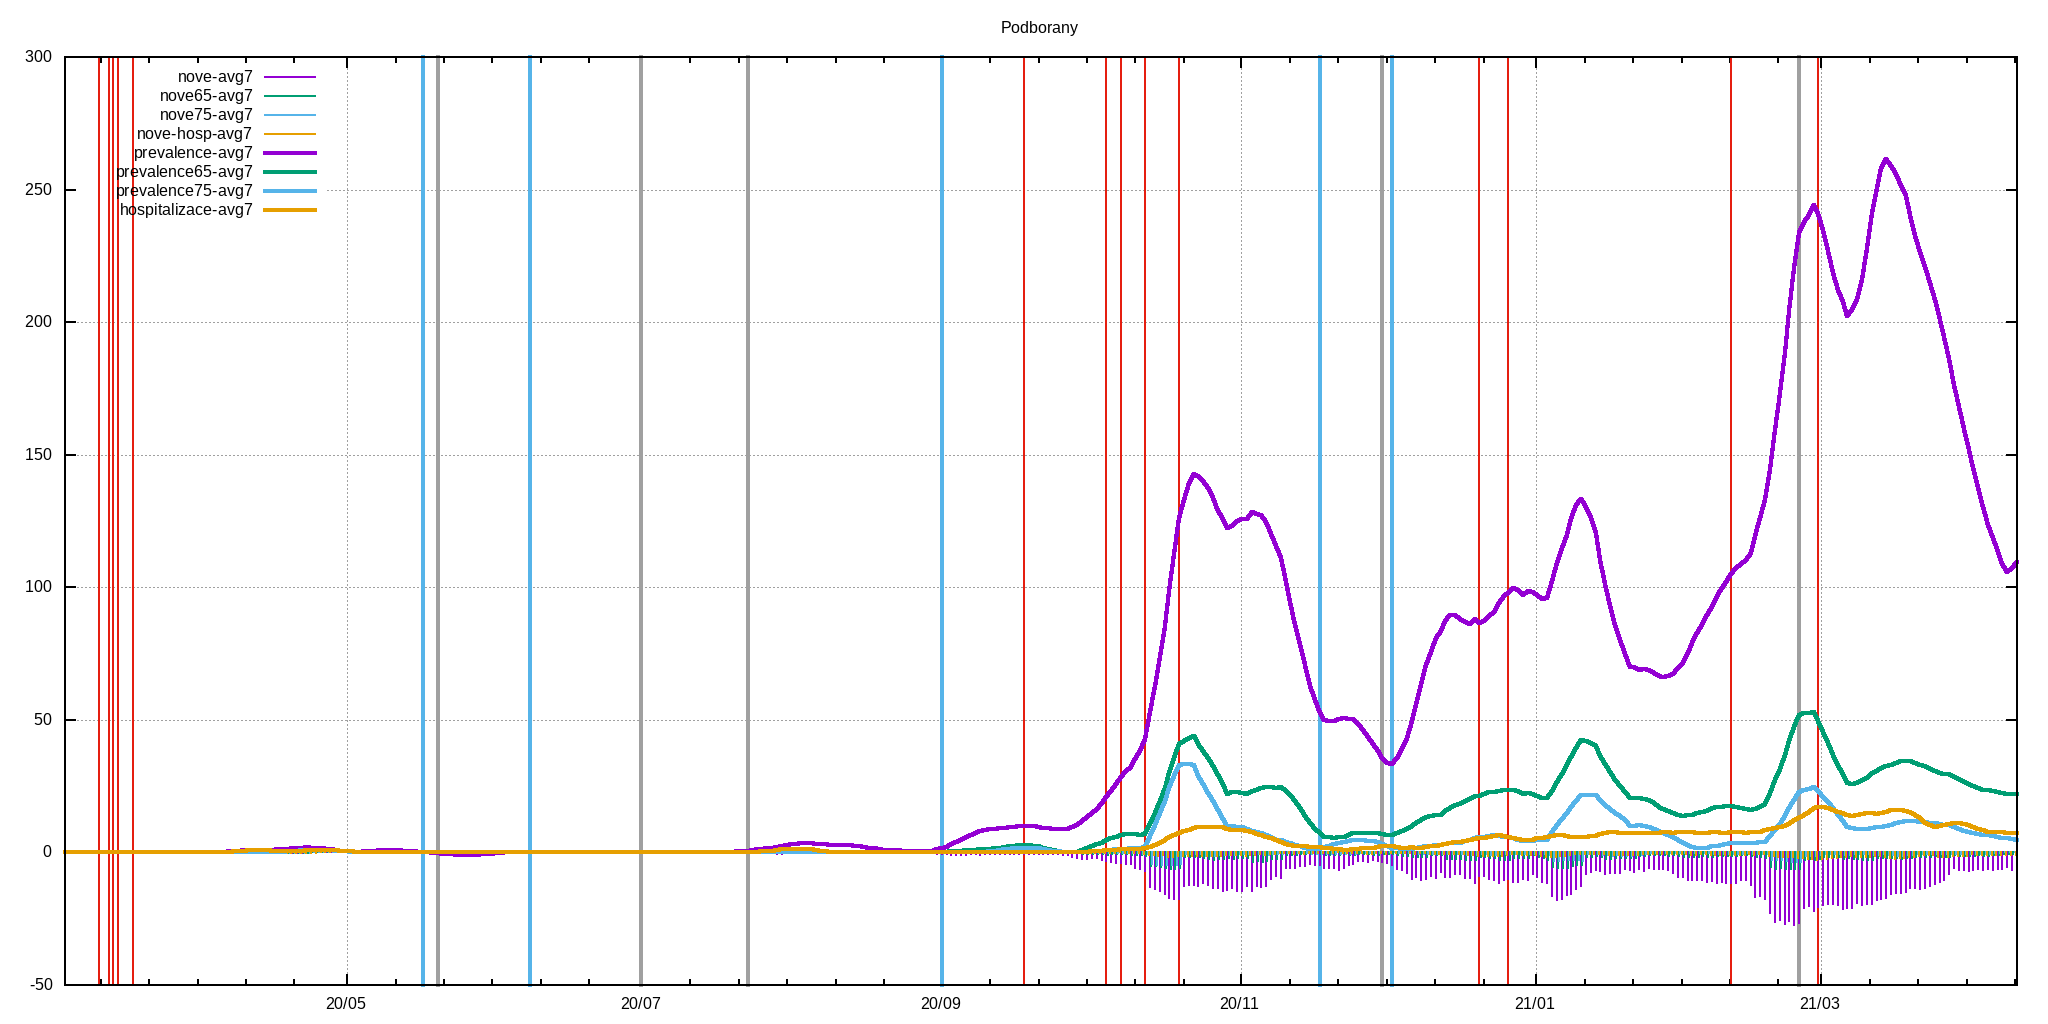 Podborany
300
250
200
150
100
50
0
-50
nove-avg7
nove65-avg7
nove75-avg7
nove-hosp-avg7
prevalence-avg7
prevalence65-avg7
prevalence75-avg7
hospitalizace-avg7
20/05 20/07 20/09 20/11 21/01 21/03